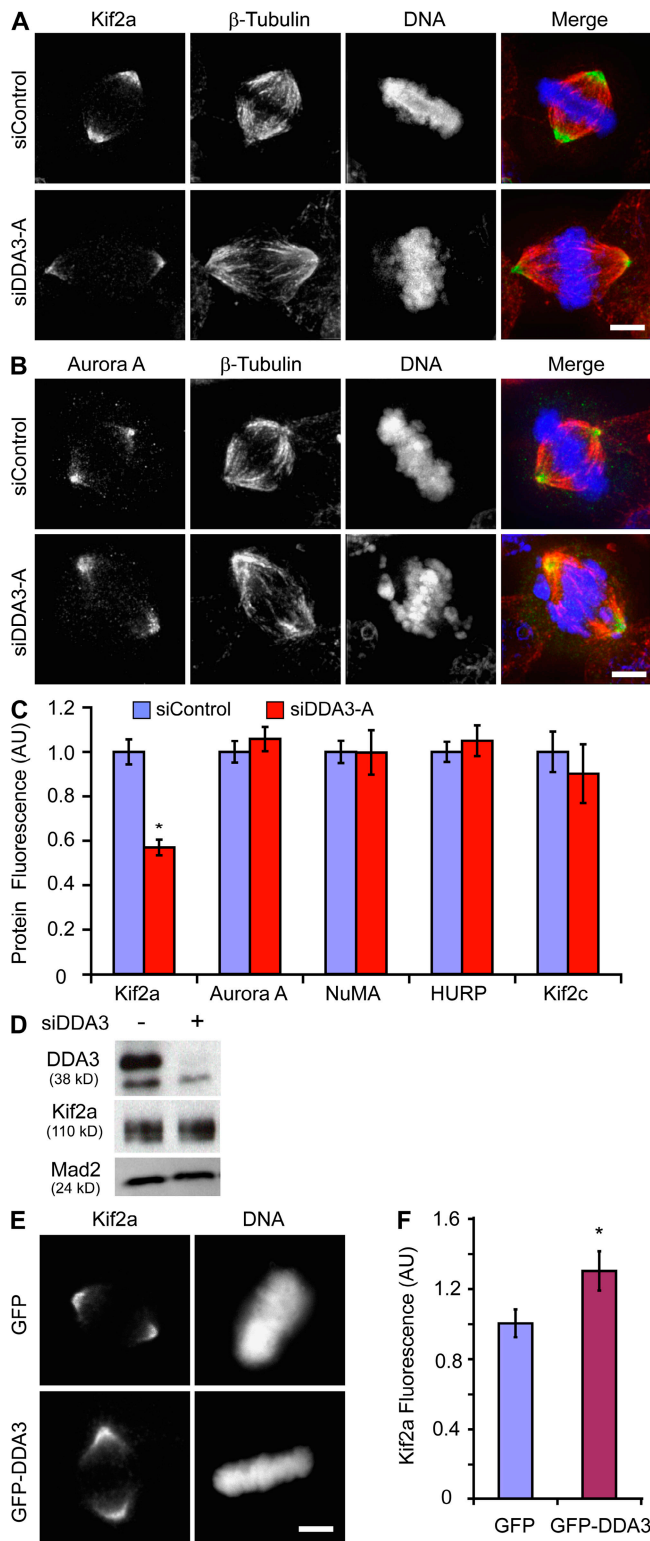 A Kif2a β-Tubulin DNA Merge
siControl
siDDA3-A
B Aurora A β-Tubulin DNA Merge
siControl
siDDA3-A
C
siControl siDDA3-A
Protein Fluorescence (AU)
1.2
1.0
0.8
0.6
0.4
0.2
0
*
Kif2a Aurora A NuMA HURP Kif2c
D
siDDA3 - +
DDA3
(38 kD)
Kif2a
(110 kD)
Mad2
(24 kD)
E Kif2a DNA
GFP
GFP-DDA3
F
Kif2a Fluorescence (AU)
1.6
1.2
0.8
0.4
0
*
GFP GFP-DDA3